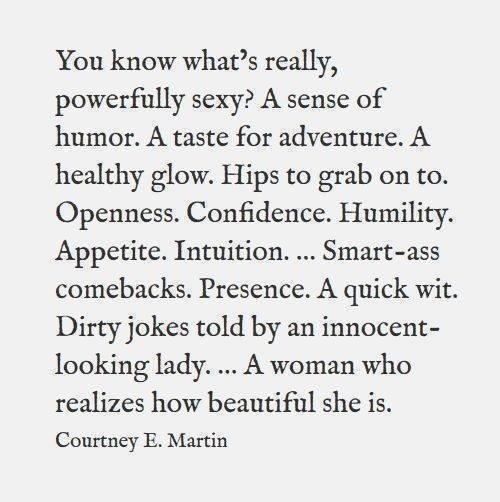 You know what's really,
powerfully sexy? A sense of
humor. A taste for adventure. A
healthy glow. Hips to grab on to.
Openness. Confidence. Humility.
Appetite. Intuition. ... Smart-ass
comebacks. Presence. A quick wit.
Dirty jokes told by an innocent-
looking lady. ... A woman who
realizes how beautiful she is.
Courtney E. Martin